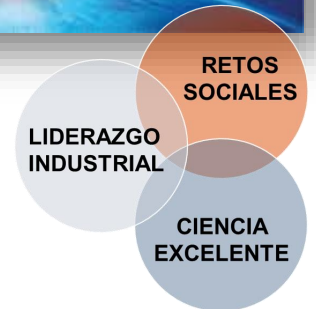 RETOS
SOCIALES
LIDERAZGO
INDUSTRIAL
CIENCIA
EXCELENTE